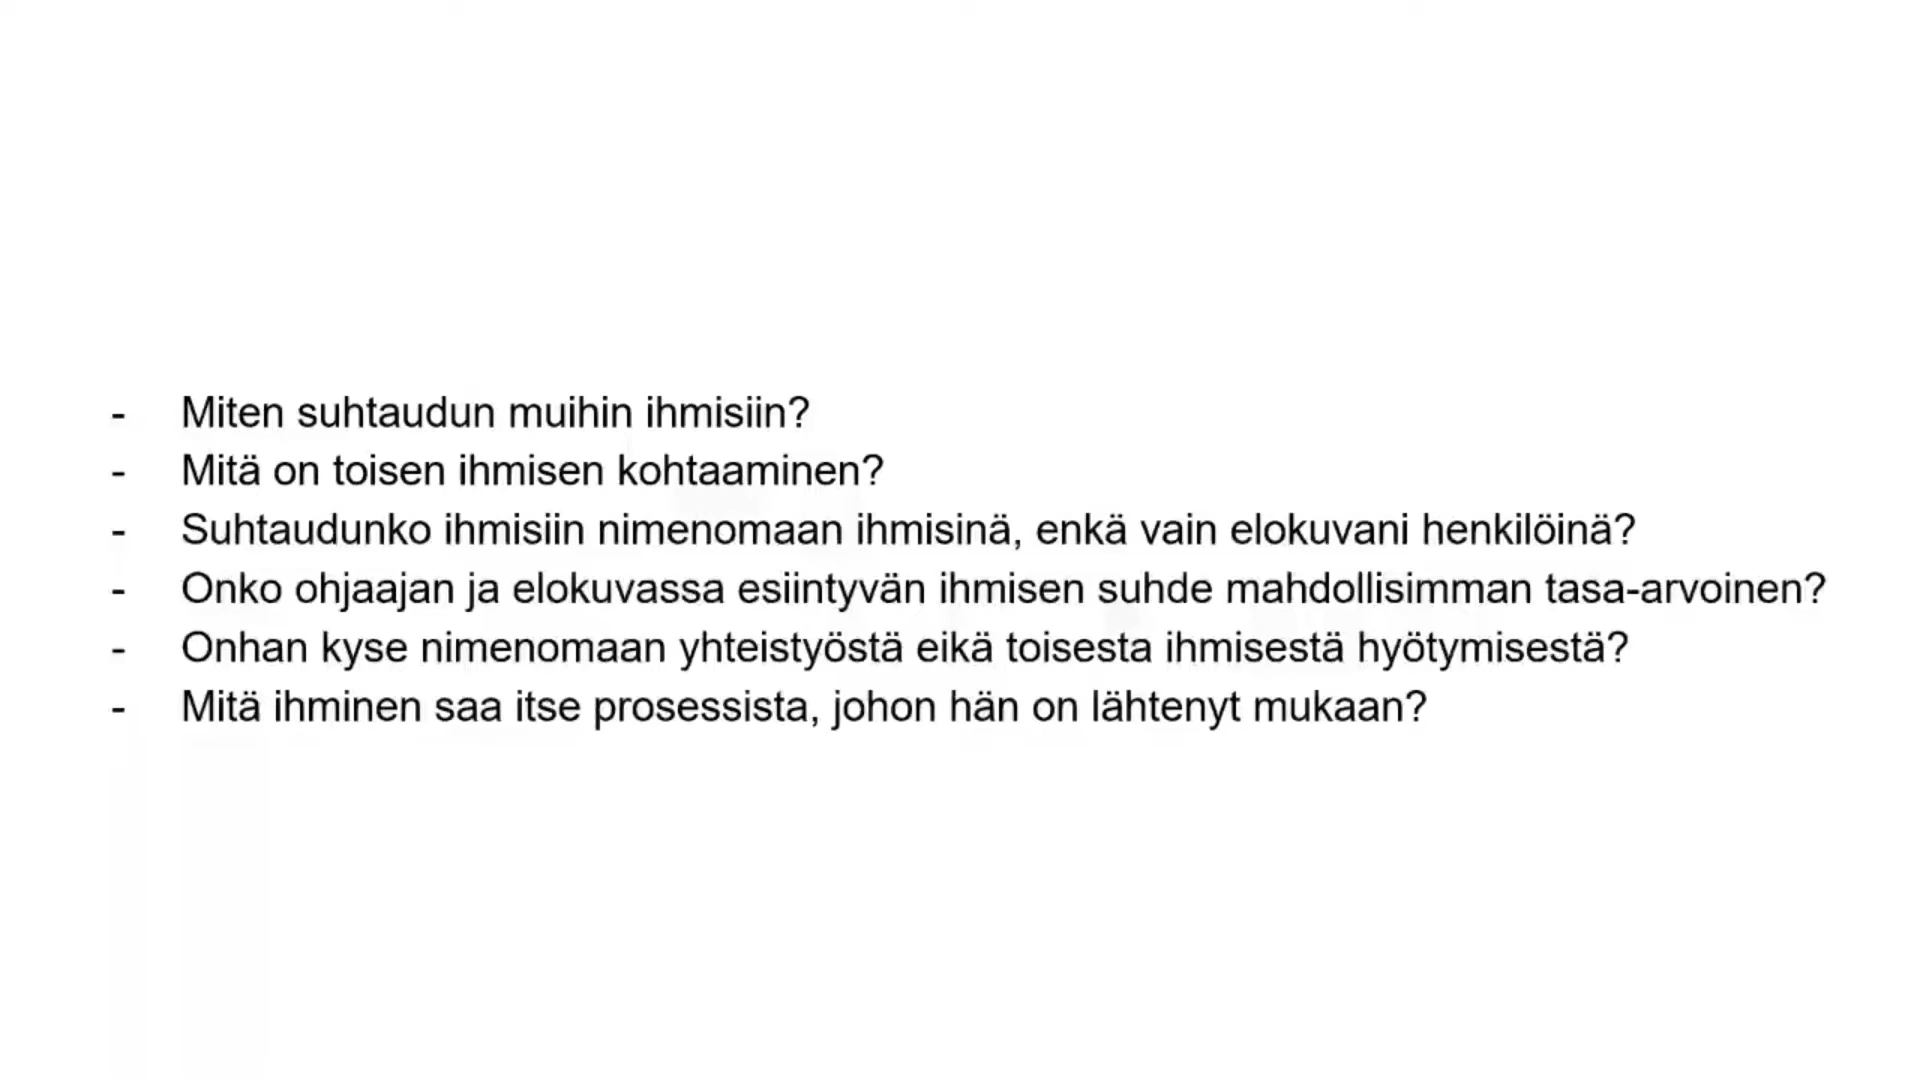 - Miten suhtaudun muihin ihmisiin?
- Mitä on toisen ihmisen kohtaaminen?
- Suhtaudunko ihmisiin nimenomaan ihmisinä, enkä vain elokuvani henkilöinä?
- Onko ohjaajan ja elokuvassa esiintyvän ihmisen suhde mahdollisimman tasa-arvoinen?
- Onhan kyse nimenomaan yhteistyöstä eikä toisesta ihmisestä hyötymisestä?
- Mitä ihminen saa itse prosessista, johon hän on lähtenyt mukaan?